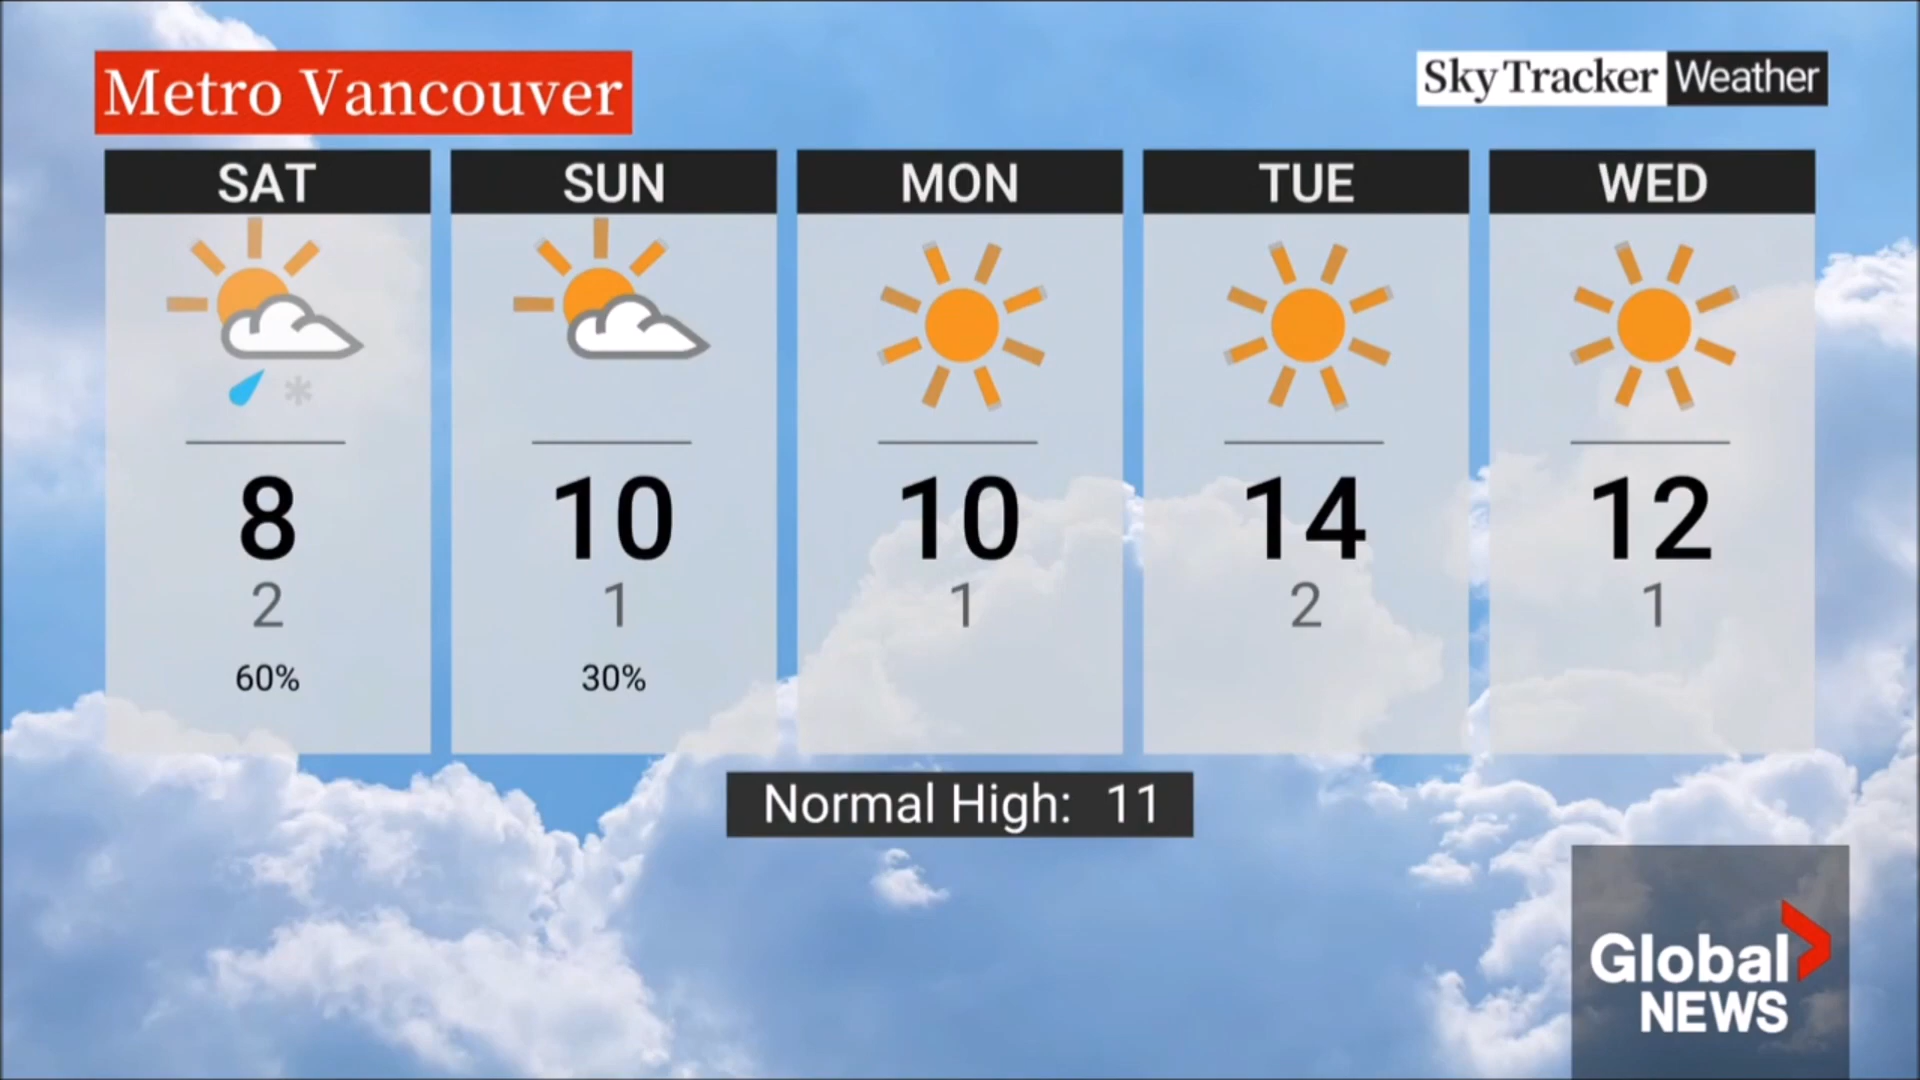 Metro Vancouver
SkyTracker Weather
SAT SUN MON TUE WED
8 10 10 14 12
2 1 1 2 1
60% 30%
Normal High: 11
Global
NEWS